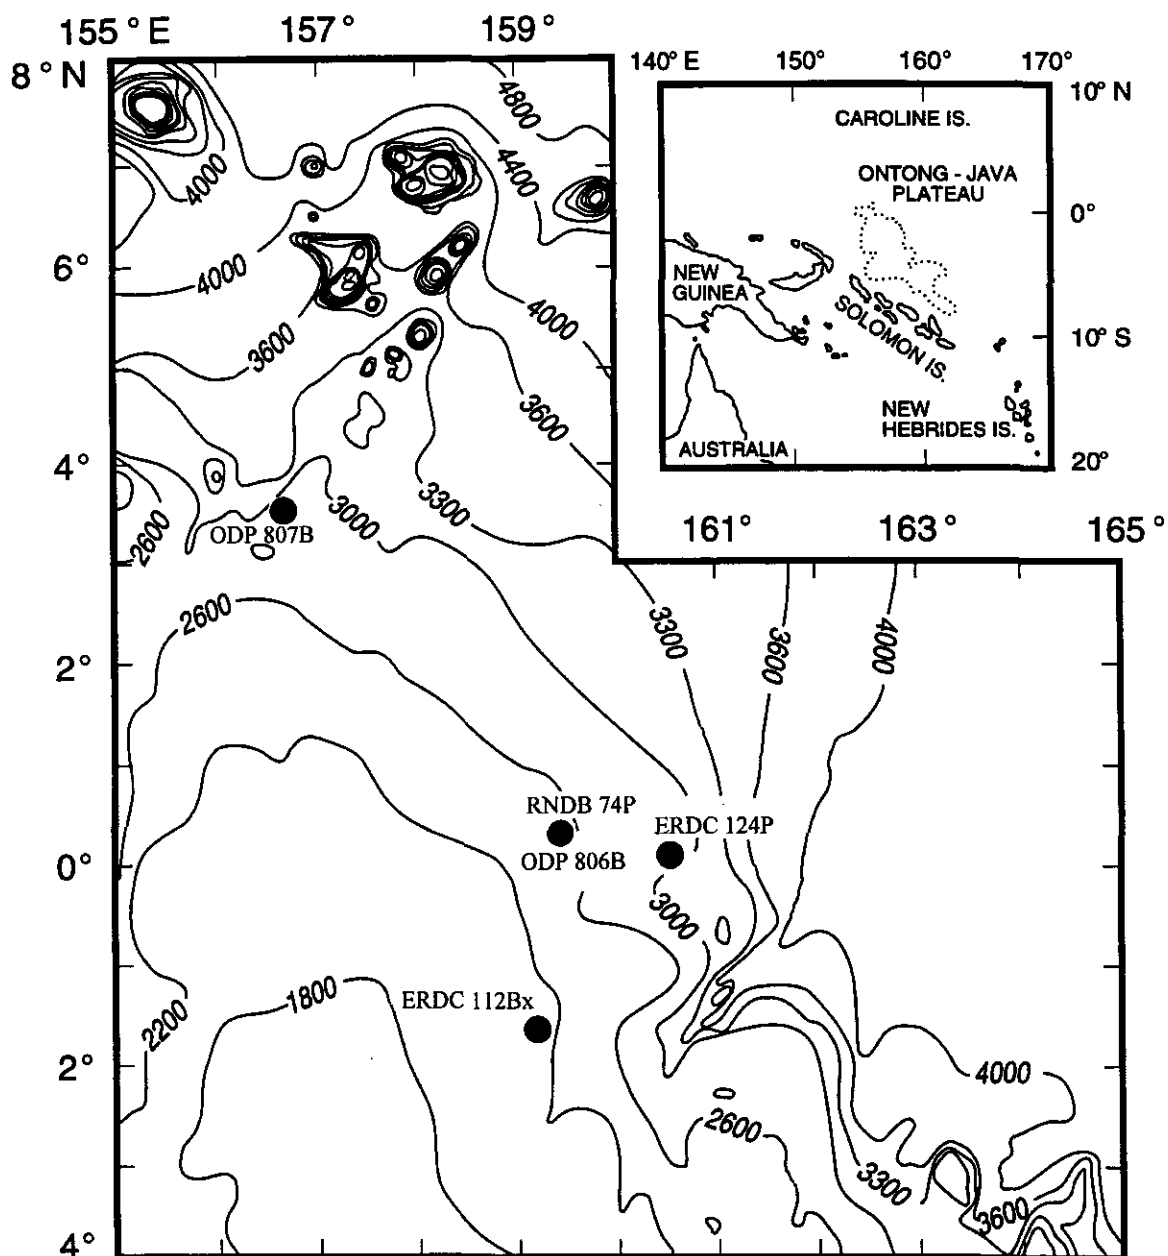 155°E 157° 159°
8°N
6°
4°
2°
0°
2°
4°
161° 163° 165°
140°E 150° 160° 170°
10°N
0°
10°S
20°
CAROLINE IS.
ONTONG - JAVA
PLATEAU
NEW
GUINEA
SOLOMON IS.
NEW
HEBRIDES IS.
AUSTRALIA
4800
4400
4000
4000
4000
3600
3600
3300
3000
2600
2600
3300
3600
4000
ODP 807B
RNDB 74P
ODP 806B
ERDC 124P
3000
ERDC 112Bx
1800
2200
2600
4000
3300
3600